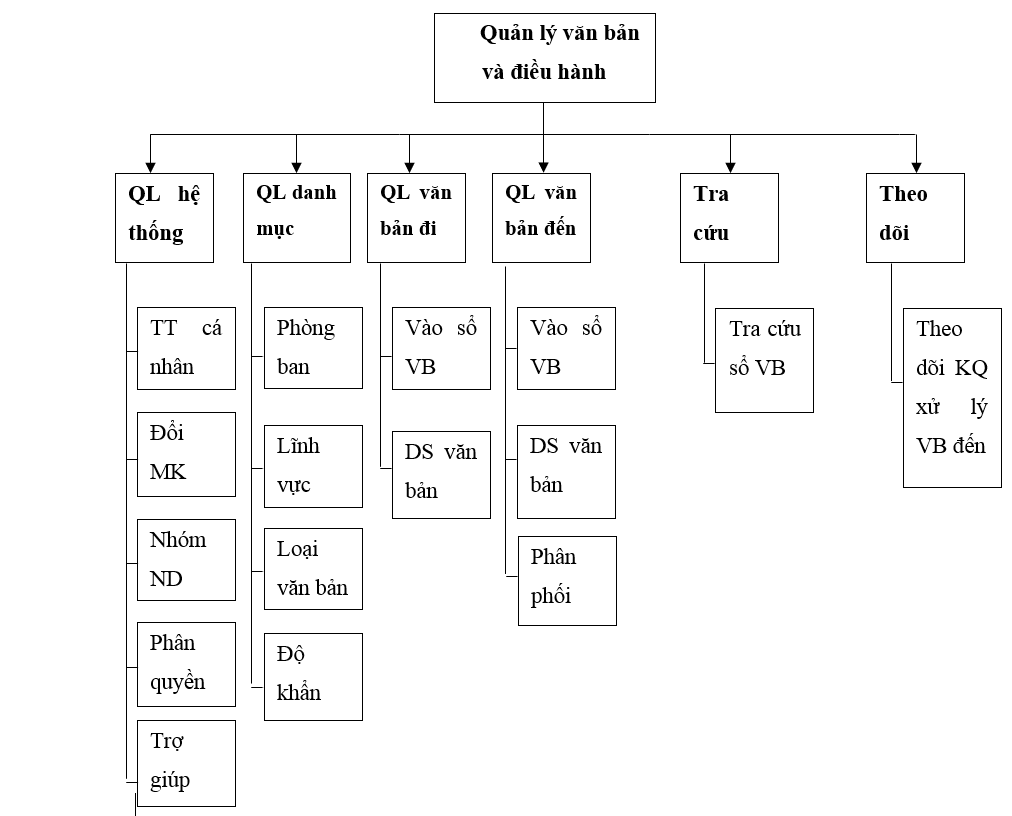 Quản lý văn bản
và điều hành
QL hệ
thống
QL danh
mục
QL văn
bản đi
QL văn
bản đến
Tra
cứu
Theo
dõi
TT cá
nhân
Đổi
MK
Nhóm
ND
Phân
quyền
Trợ
giúp
Phòng
ban
Lĩnh
vực
Loại
văn bản
Độ
khẩn
Vào sổ
VB
DS văn
bản
Vào sổ
VB
DS văn
bản
Phân
phối
Tra cứu
sổ VB
Theo
dõi KQ
xử lý
VB đến